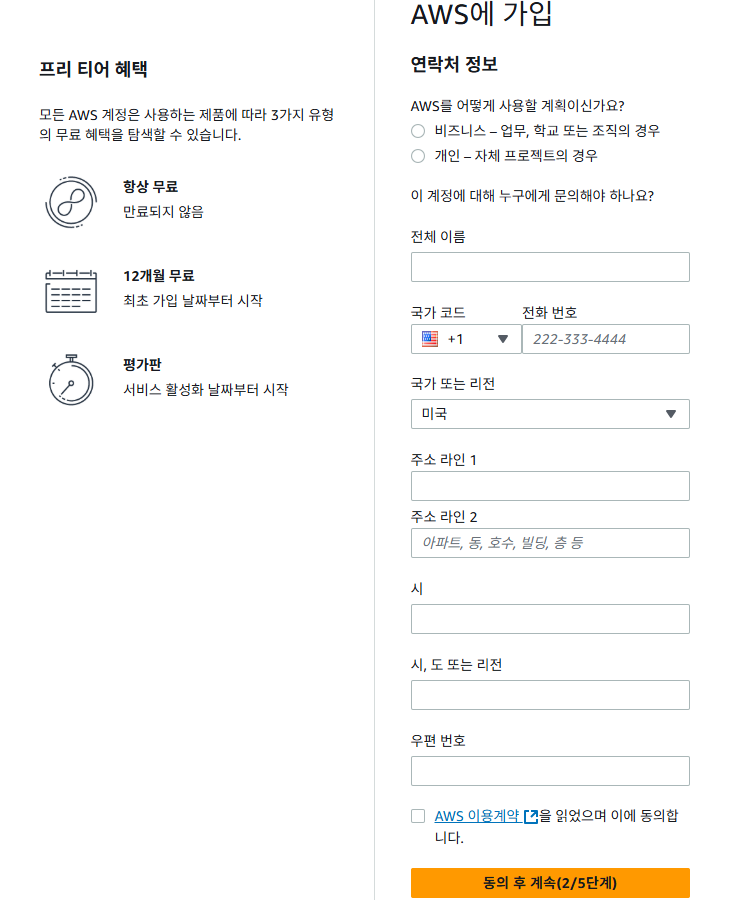 프리 티어 혜택
모든 AWS 계정은 사용하는 제품에 따라 3가지 유형
의 무료 혜택을 탐색할 수 있습니다.
항상 무료
만료되지 않음
12개월 무료
최초 가입 날짜부터 시작
평가판
서비스 활성화 날짜부터 시작
AWS에 가입
연락처 정보
AWS를 어떻게 사용할 계획이신가요?
비즈니스 – 업무, 학교 또는 조직의 경우
개인 – 자체 프로젝트의 경우
이 계정에 대해 누구에게 문의해야 하나요?
전체 이름
국가 코드 전화 번호
+1 222-333-4444
국가 또는 리전
미국
주소 라인 1
주소 라인 2
아파트, 동, 호수, 빌딩, 층 등
시
시, 도 또는 리전
우편 번호
AWS 이용계약을 읽었으며 이에 동의합
니다.
동의 후 계속(2/5단계)